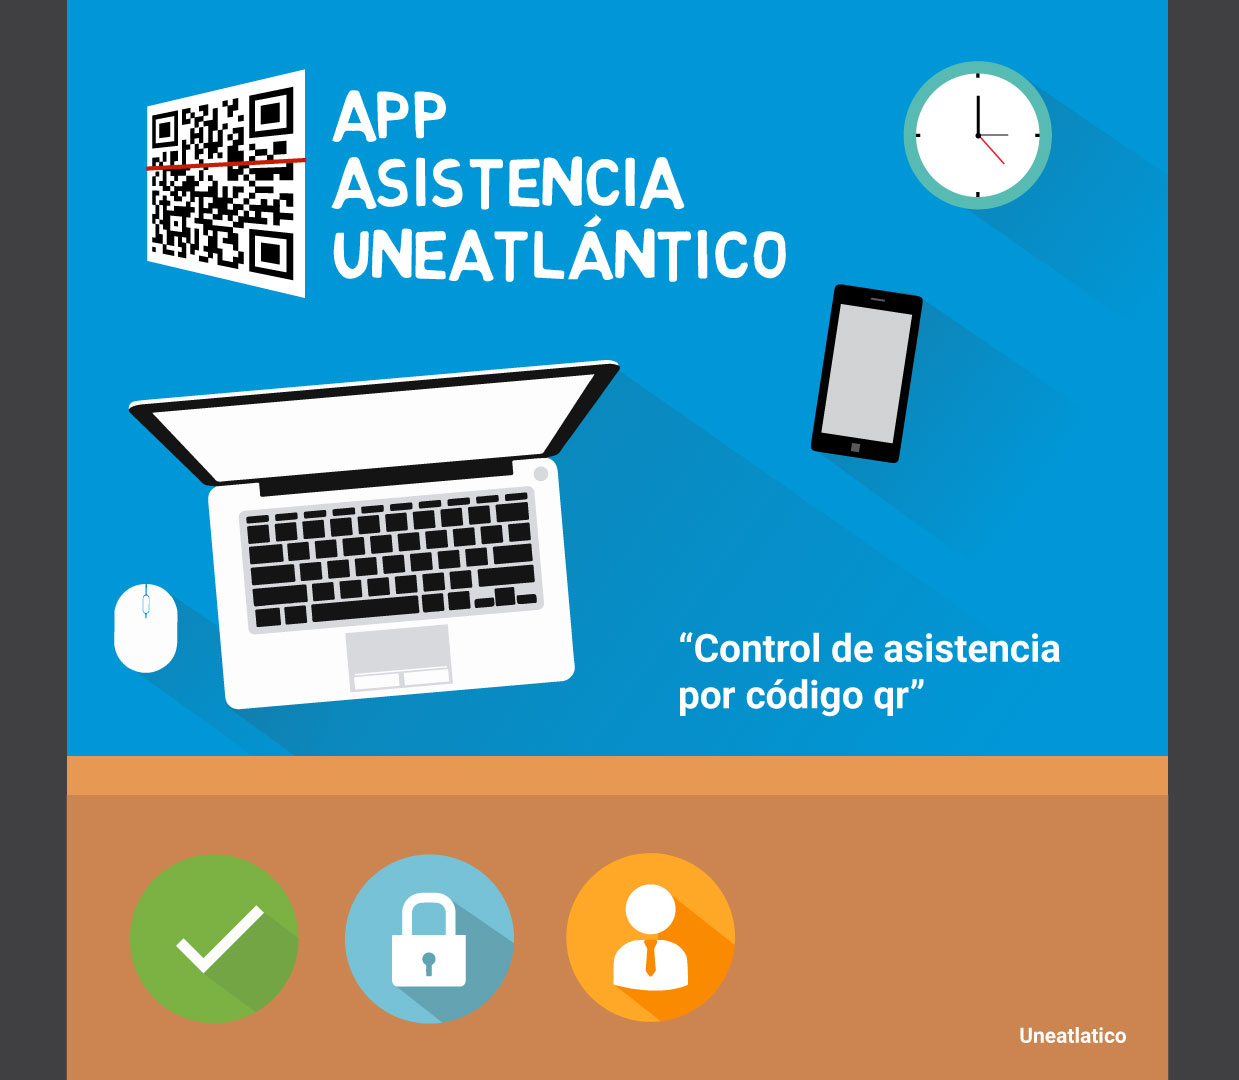 APP
ASISTENCIA
UNEATLÁNTICO
“Control de asistencia
por código qr”
Uneatlatico